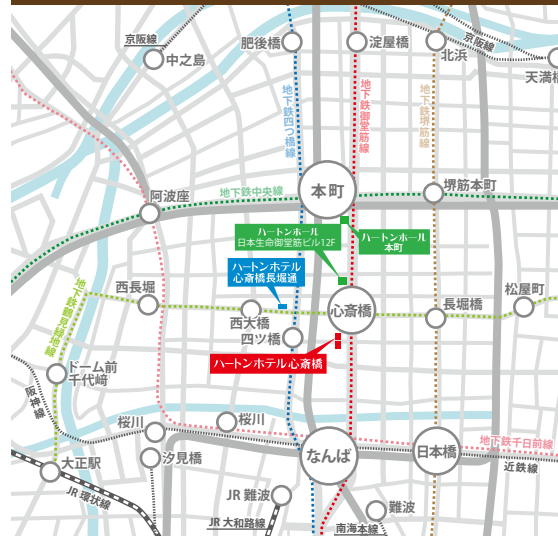 京阪線
中之島
肥後橋
淀屋橋
北浜
京阪線
天満橋
地下鉄四つ橋線
地下鉄御堂筋線
地下鉄堺筋線
阿波座
地下鉄中央線
本町
堺筋本町
ハートンホール
日本生命御堂筋ビル12F
ハートンホール
本町
ハートンホテル
心斎橋長堀通
地下鉄鶴見緑地線
西長堀
西大橋
四ツ橋
心斎橋
長堀橋
松屋町
ハートンホテル心斎橋
ドーム前
千代崎
阪神線
桜川
桜川
汐見橋
なんば
日本橋
地下鉄千日前線
近鉄線
大正駅
JR 環状線
JR 難波
JR 大和路線
難波
南海本線